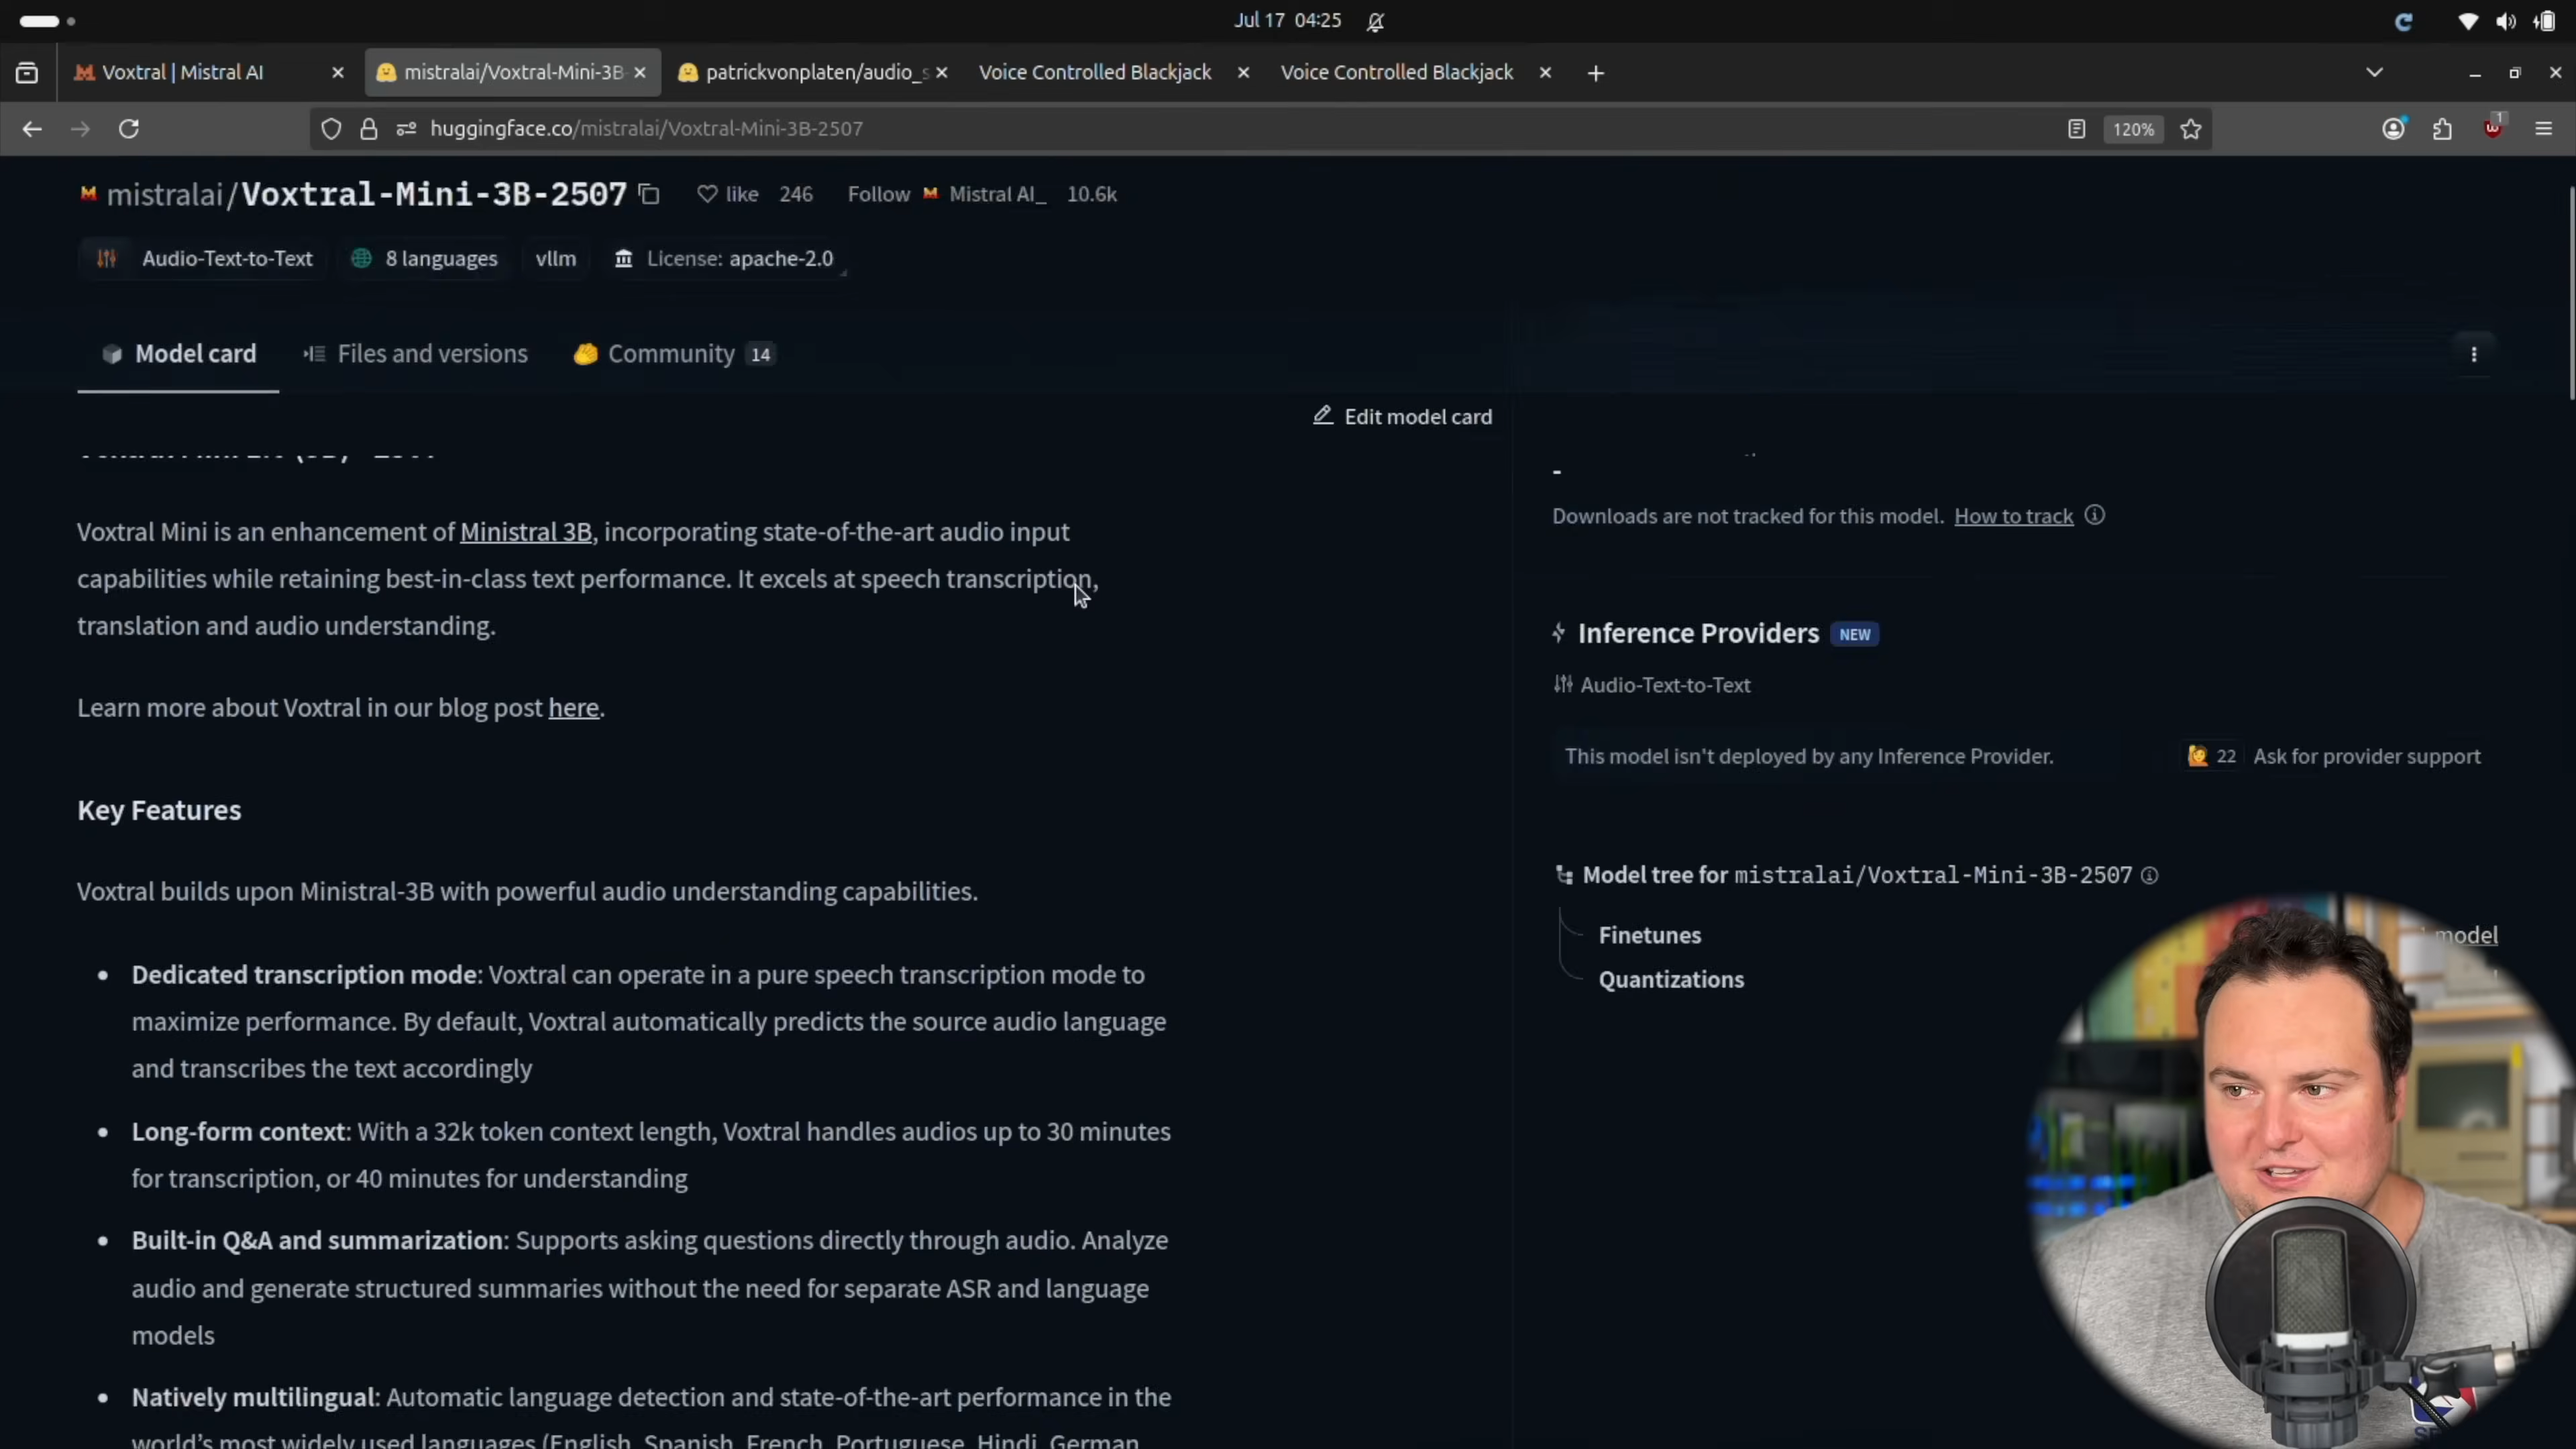 Jul 17 04:25
Voxtral | Mistral AI
mistralai/Voxtral-Mini-3B-
patrickvonplaten/audio_s
Voice Controlled Blackjack
Voice Controlled Blackjack
huggingface.co/mistralai/Voxtral-Mini-3B-2507
120%
1
mistralai/Voxtral-Mini-3B-2507
like 246
Follow Mistral AI_ 10.6k
Audio-Text-to-Text
8 languages
vllm
License: apache-2.0
Model card
Files and versions
Community 14
Edit model card
Voxtral Mini is an enhancement of Ministral 3B, incorporating state-of-the-art audio input
capabilities while retaining best-in-class text performance. It excels at speech transcription,
translation and audio understanding.
Learn more about Voxtral in our blog post here.
Key Features
Voxtral builds upon Ministral-3B with powerful audio understanding capabilities.
• Dedicated transcription mode: Voxtral can operate in a pure speech transcription mode to
maximize performance. By default, Voxtral automatically predicts the source audio language
and transcribes the text accordingly
• Long-form context: With a 32k token context length, Voxtral handles audios up to 30 minutes
for transcription, or 40 minutes for understanding
• Built-in Q&A and summarization: Supports asking questions directly through audio. Analyze
audio and generate structured summaries without the need for separate ASR and language
models
• Natively multilingual: Automatic language detection and state-of-the-art performance in the
world's most widely used languages (English, Spanish, French, Portuguese, Hindi, German,
-
Downloads are not tracked for this model. How to track
Inference Providers NEW
Audio-Text-to-Text
This model isn't deployed by any Inference Provider.
22 Ask for provider support
Model tree for mistralai/Voxtral-Mini-3B-2507
Finetunes
model
Quantizations